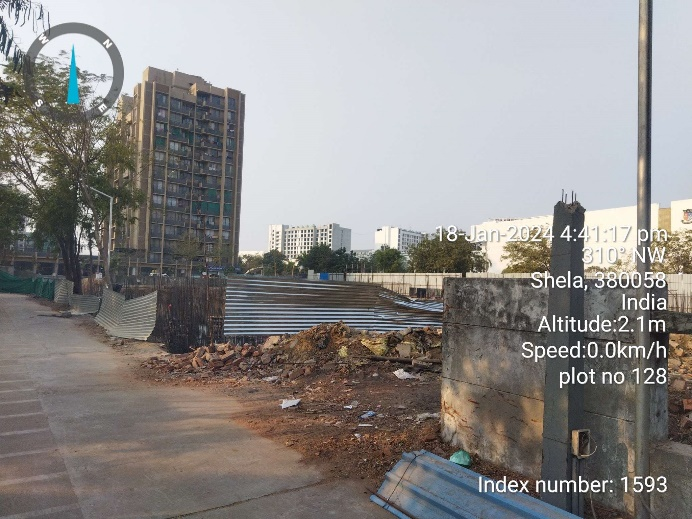 N
W
E
S
18-Jan-2024 4:41:17 pm
310° NW
Shela, 380058
India
Altitude:2.1m
Speed:0.0km/h
plot no 128
Index number: 1593